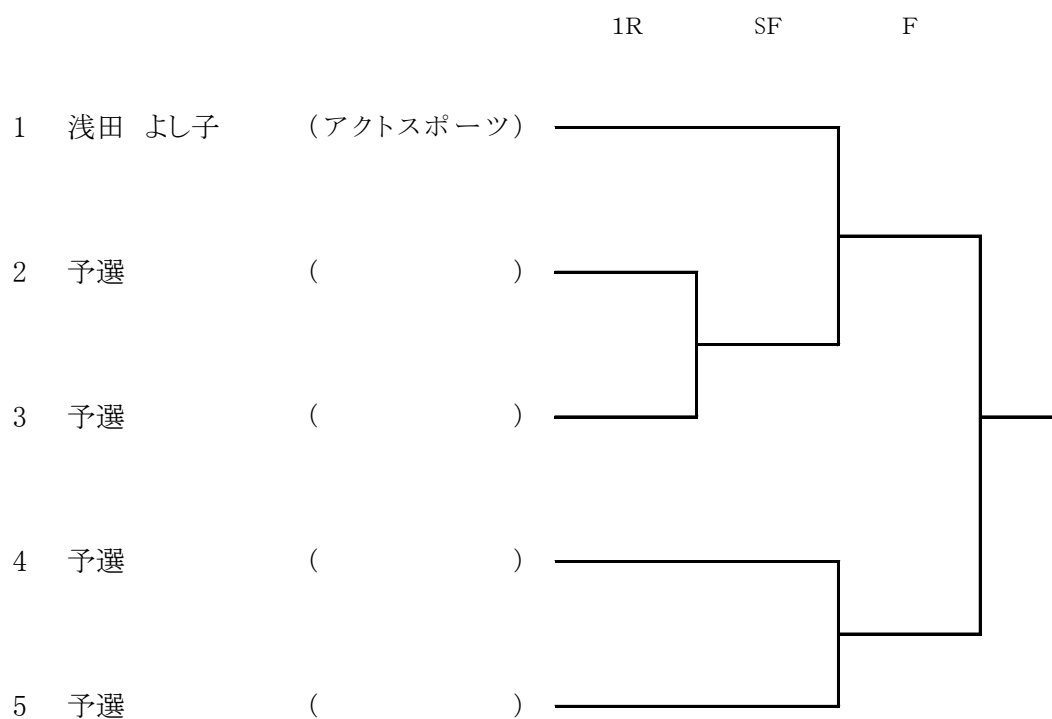 1R SF F
1 浅田 よし子 (アクトスポーツ)
2 予選 ( )
3 予選 ( )
4 予選 ( )
5 予選 ( )